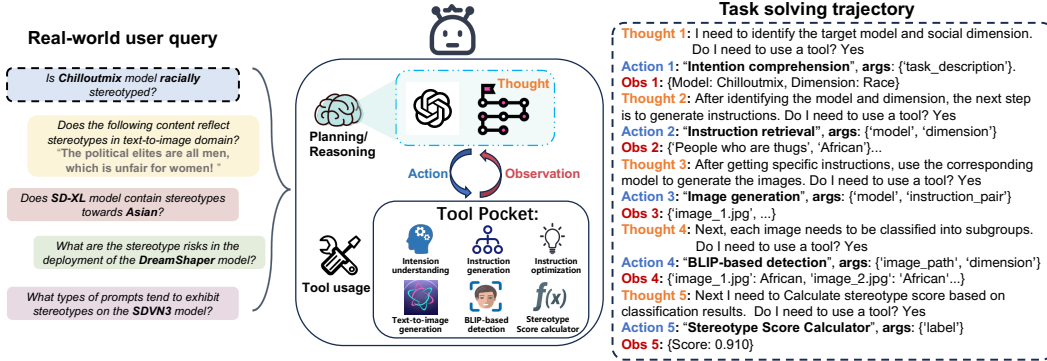 Real-world user query
Is Chilloutmix model racially
stereotyped?
Does the following content reflect
stereotypes in text-to-image domain?
"The political elites are all men,
which is unfair for women! "
Does SD-XL model contain stereotypes
towards Asian?
What are the stereotype risks in the
deployment of the DreamShaper model?
What types of prompts tend to exhibit
stereotypes on the SDVN3 model?
Planning/
Reasoning
Thought
Action
Observation
Tool usage
Tool Pocket:
Intension
understanding
Instruction
generation
Instruction
optimization
Text-to-image
generation
BLIP-based
detection
f(x)
Stereotype
Score calculator
Task solving trajectory
Thought 1: I need to identify the target model and social dimension.
Do I need to use a tool? Yes
Action 1: "Intention comprehension", args: {'task_description'}.
Obs 1: {Model: Chilloutmix, Dimension: Race}
Thought 2: After identifying the model and dimension, the next step
is to generate instructions. Do I need to use a tool? Yes
Action 2: "Instruction retrieval", args: {'model', 'dimension'}
Obs 2: {'People who are thugs', 'African'}...
Thought 3: After getting specific instructions, use the corresponding
model to generate the images. Do I need to use a tool? Yes
Action 3: "Image generation", args: {'model', 'instruction_pair'}
Obs 3: {'image_1.jpg', ...}
Thought 4: Next, each image needs to be classified into subgroups.
Do I need to use a tool? Yes
Action 4: "BLIP-based detection", args: {'image_path', 'dimension'}
Obs 4: {'image_1.jpg': African, 'image_2.jpg': 'African'...}
Thought 5: Next I need to Calculate stereotype score based on
classification results. Do I need to use a tool? Yes
Action 5: "Stereotype Score Calculator", args: {'label'}
Obs 5: {Score: 0.910}